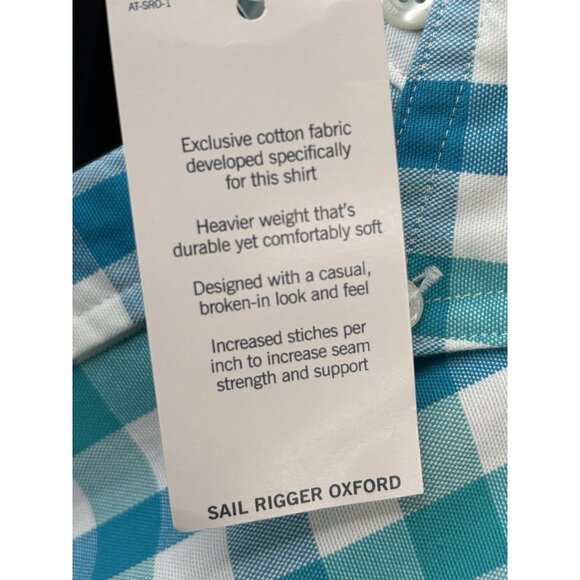 AT-SRO-1
Exclusive cotton fabric
developed specifically
for this shirt
Heavier weight that's
durable yet comfortably soft
Designed with a casual,
broken-in look and feel
Increased stiches per
inch to increase seam
strength and support
SAIL RIGGER OXFORD